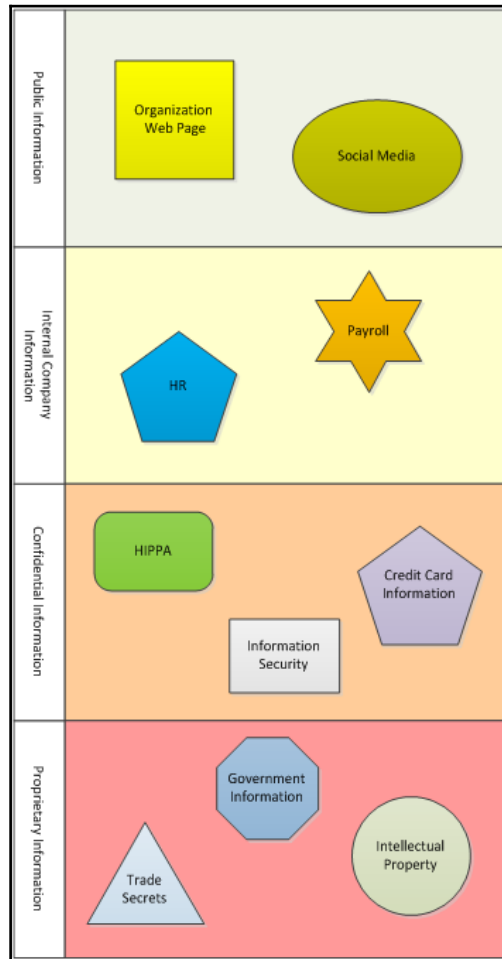 Public Information
Organization
Web Page
Social Media
Internal Company
Information
Payroll
HR
Confidential Information
HIPPA
Credit Card
Information
Information
Security
Proprietary Information
Government
Information
Intellectual
Property
Trade
Secrets